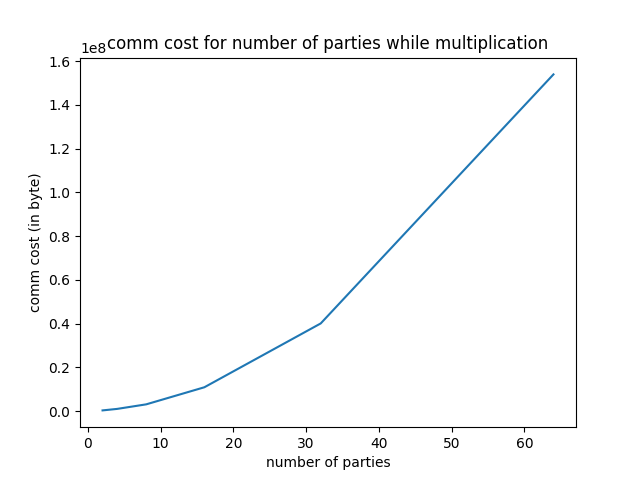 comm cost for number of parties while multiplication
1e8
1.6
1.4
1.2
1.0
0.8
0.6
0.4
0.2
0.0
comm cost (in byte)
0 10 20 30 40 50 60
number of parties